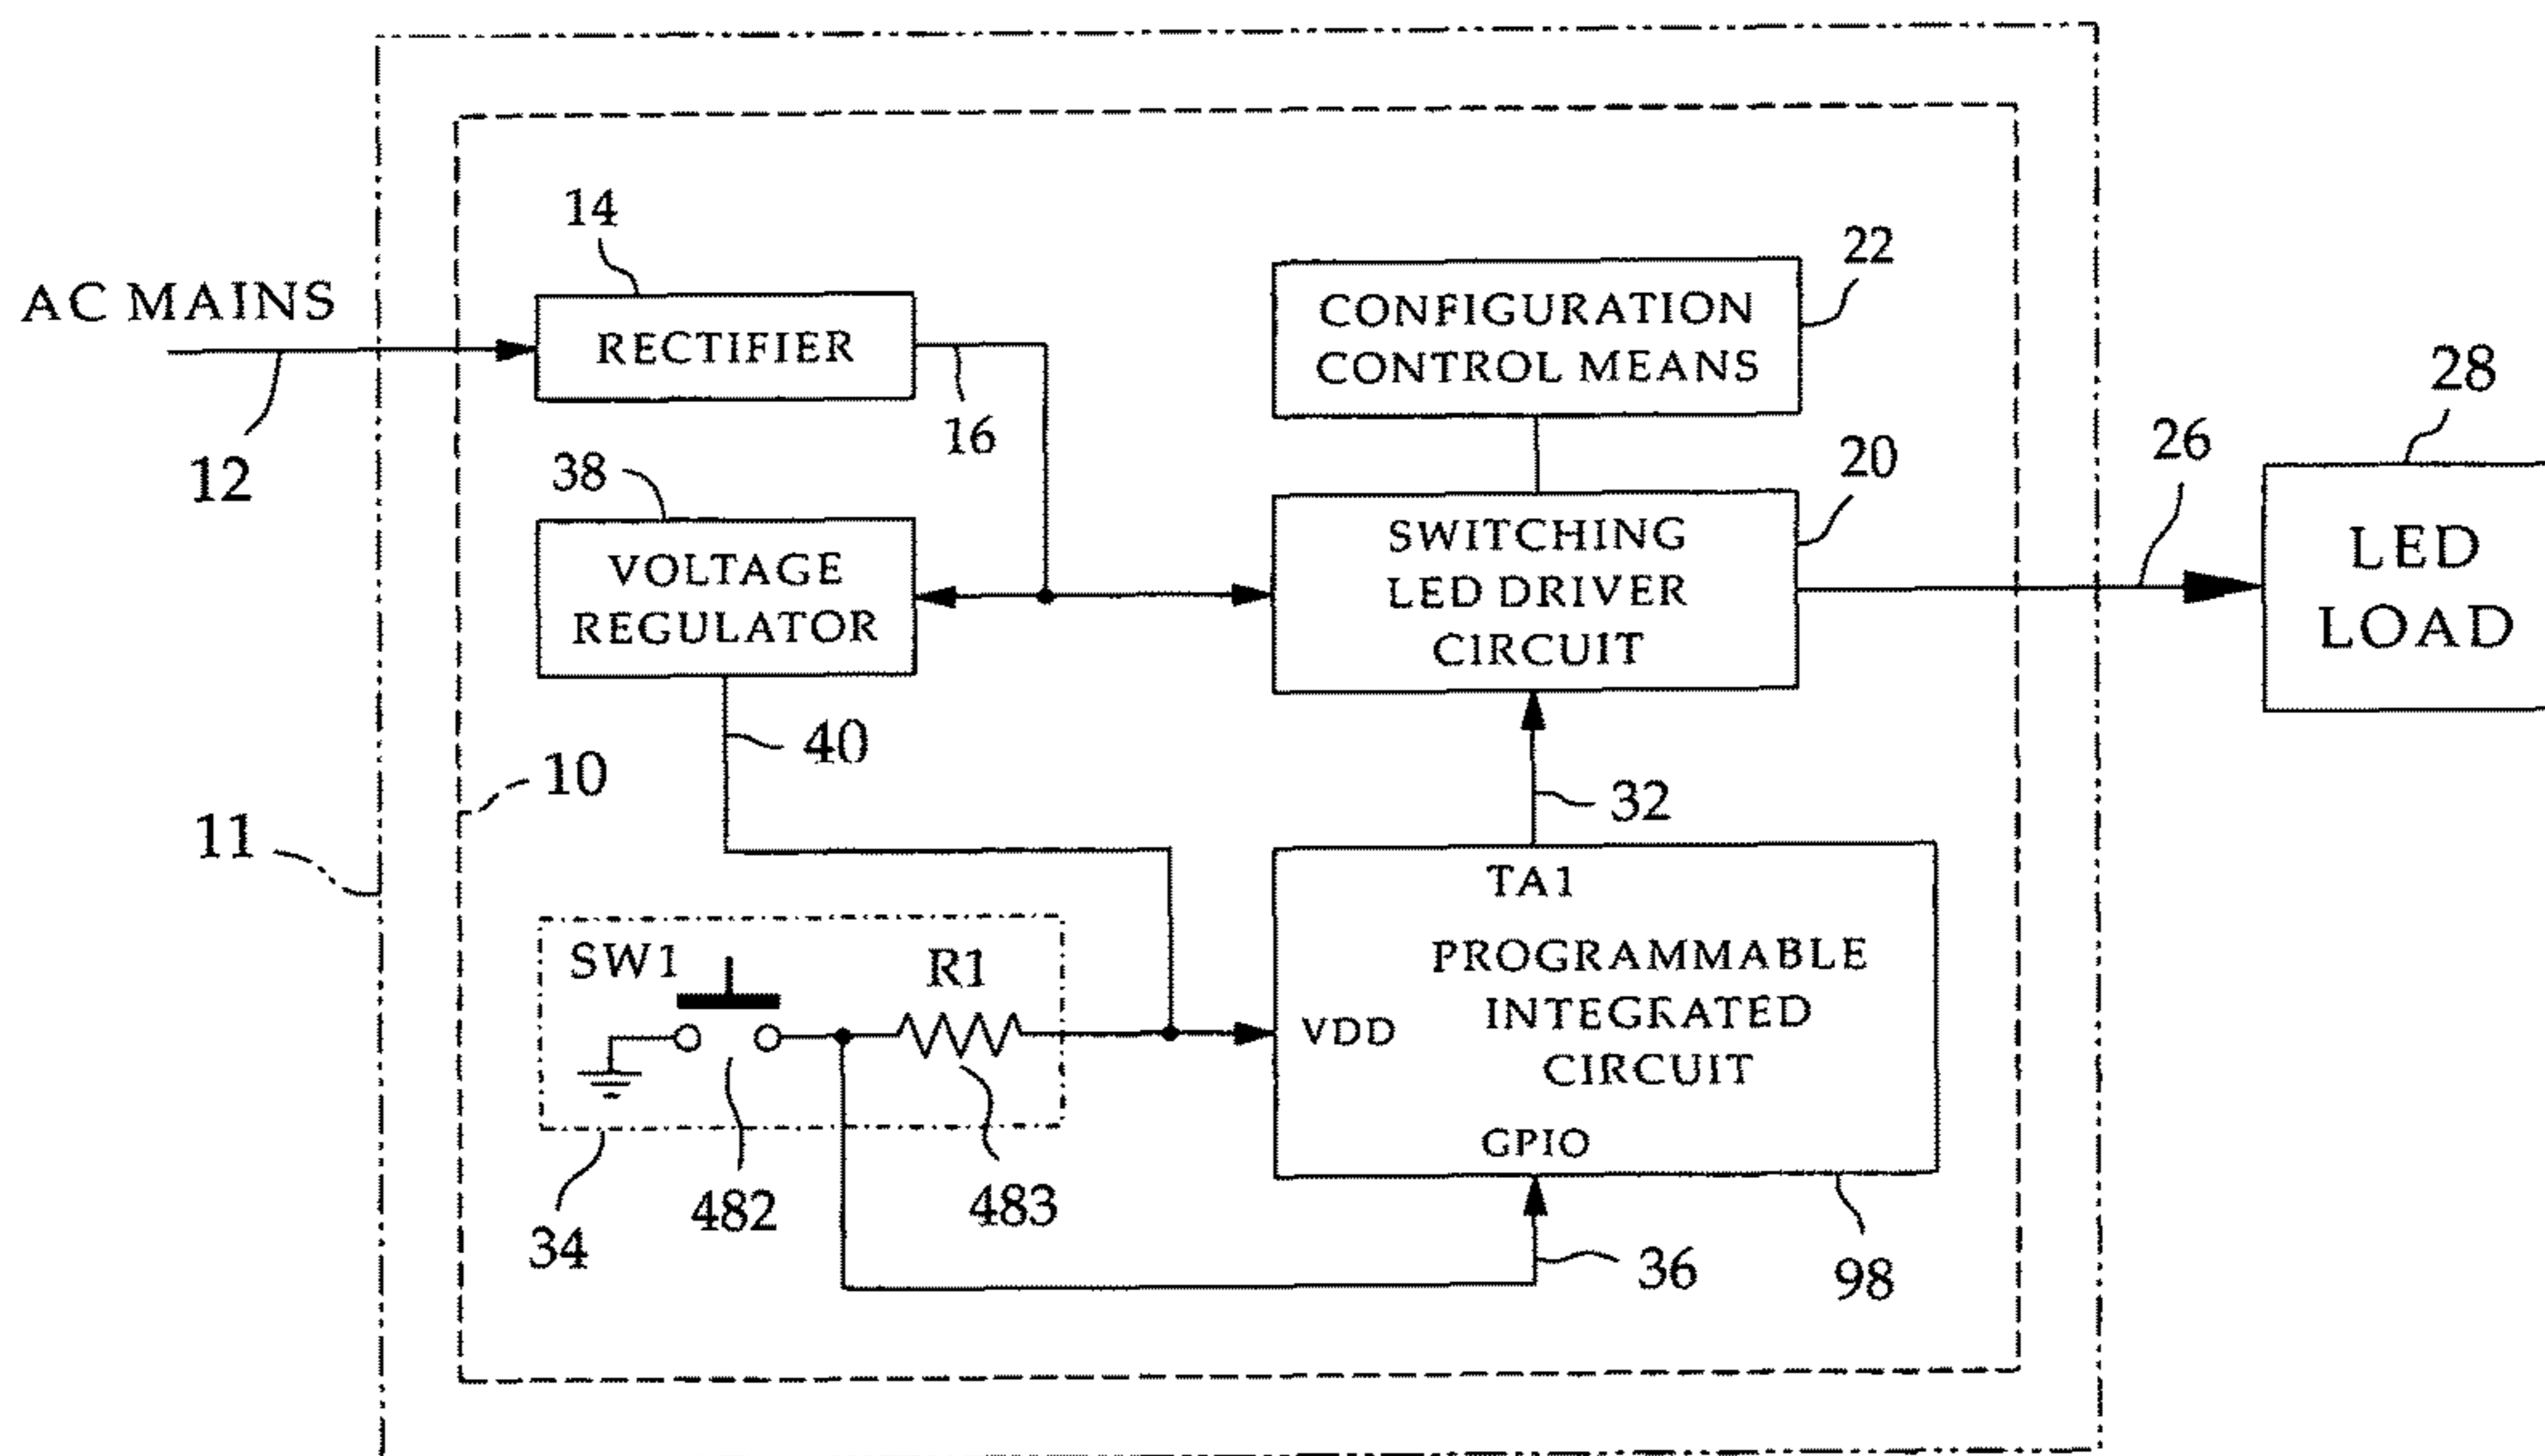 14
AC MAINS
RECTIFIER
12
16
22
CONFIGURATION
CONTROL MEANS
28
26
38
20
VOLTAGE
REGULATOR
SWITCHING
LED DRIVER
CIRCUIT
LED
LOAD
40
10
32
11
TA1
PROGRAMMABLE
INTEGRATED
CIRCUIT
VDD
GPIO
SW1
R1
482
483
34
36
98